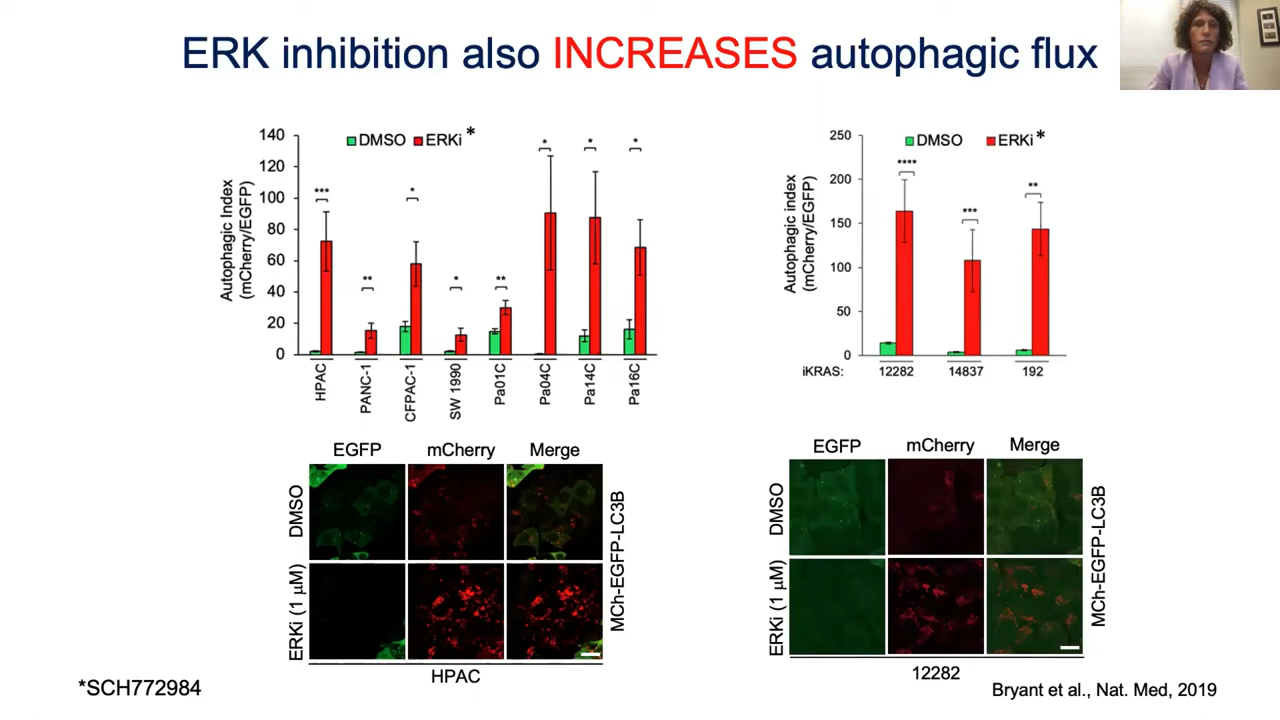 ERK inhibition also INCREASES autophagic flux
Autophagic Index
(mCherry/EGFP)
140
120
100
80
60
40
20
0
DMSO
ERKi *
***
**
*
*
**
*
*
*
HPAC
PANC-1
CFPAC-1
SW 1990
Pa01C
Pa04C
Pa14C
Pa16C
Autophagic index
(mCherry/EGFP)
250
200
150
100
50
0
DMSO
ERKi *
****
***
**
iKRAS:
12282
14837
192
EGFP mCherry Merge
DMSO
ERKi (1 μM)
MCh-EGFP-LC3B
HPAC
EGFP mCherry Merge
DMSO
ERKi (1 μM)
MCh-EGFP-LC3B
12282
*SCH772984
Bryant et al., Nat. Med, 2019